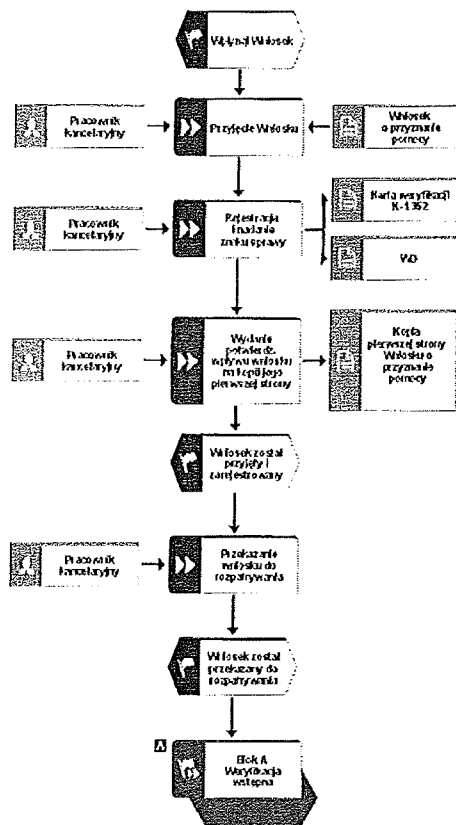 Wpłynął Wniosek
Pracownik
kancelaryjny
Przyjęcie Wniosku
Wniosek
o przyznanie
pomocy
Pracownik
kancelaryjny
Rejestracja
i nadanie
znaku sprawy
Karta weryfikacji
K-1/352
Pracownik
kancelaryjny
Wydanie
potwierdz.
wpływu wniosku
na kopii jego
pierwszej strony
Kopia
pierwszej strony
Wniosku o
przyznanie
pomocy
Wniosek został
przyjęty i
zarejestrowany
Pracownik
kancelaryjny
Przekazanie
wniosku do
rozpatrywania
Wniosek został
przekazany do
rozpatrywania
A
Blok A
Weryfikacja
wstępna